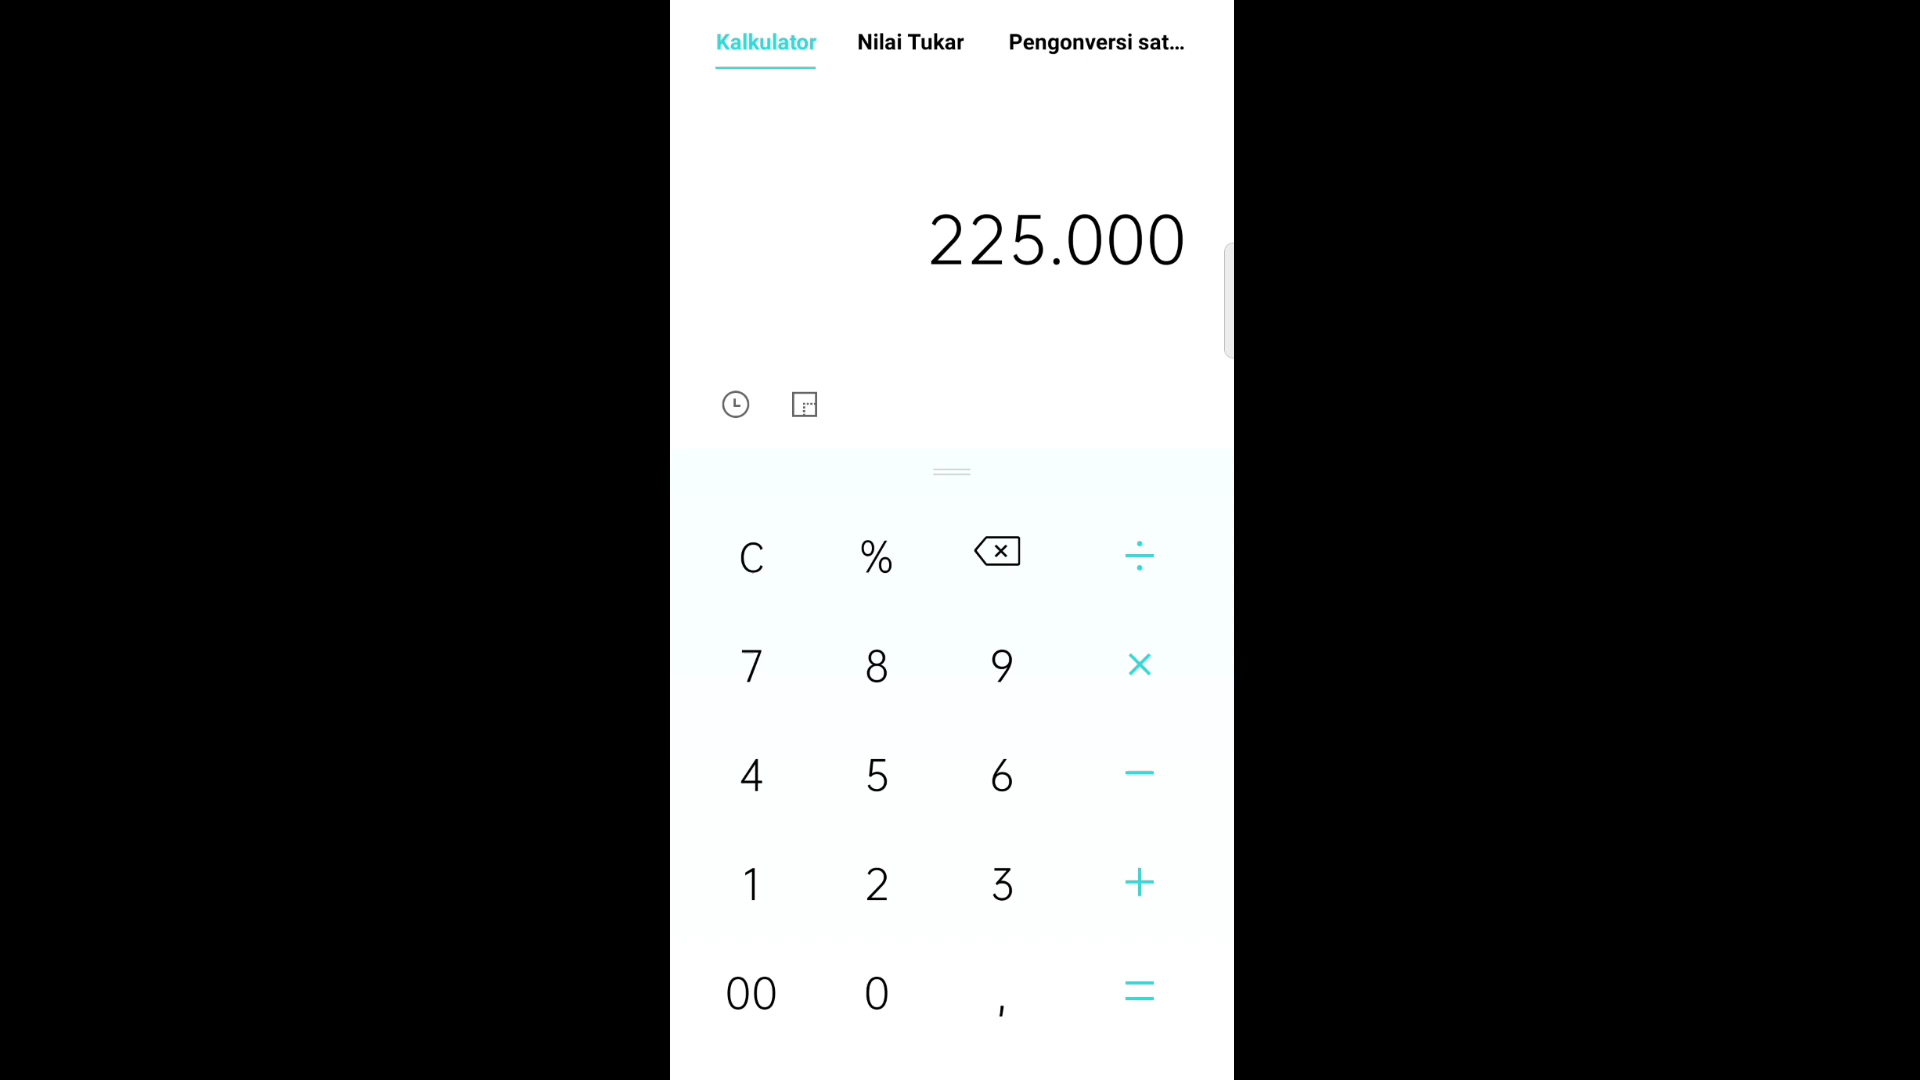 Kalkulator Nilai Tukar Pengonversi sat...
225.000
C % ÷
7 8 9 ×
4 5 6 −
1 2 3 +
00 0 , =